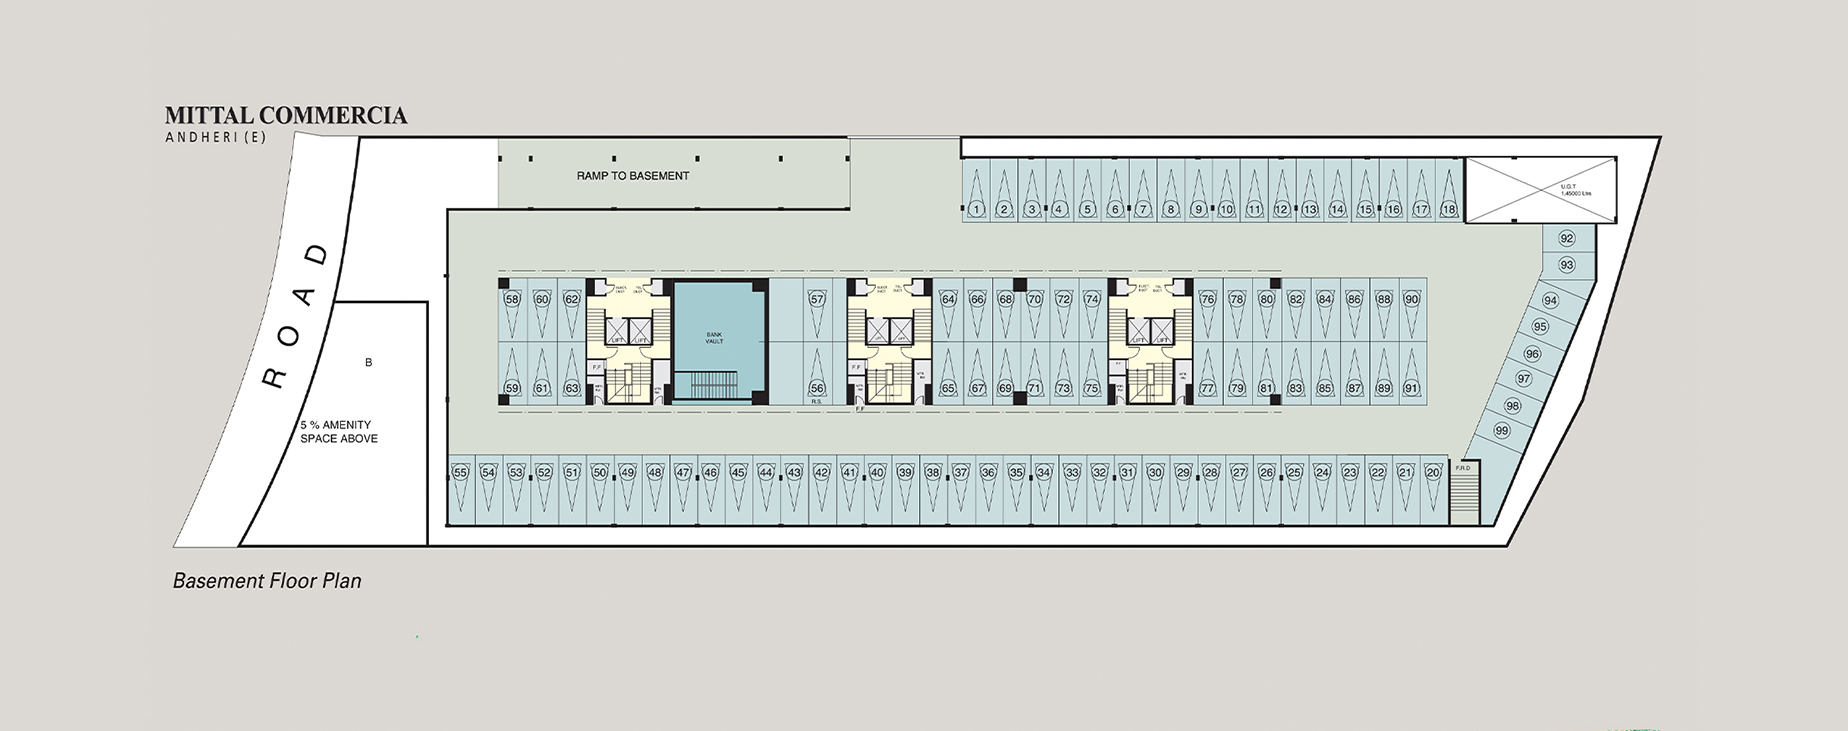 MITTAL COMMERCIA
ANDHERI (E)
RAMP TO BASEMENT
U.G.T
1 2 3 4 5 6 7 8 9 10 11 12 13 14 15 16 17 18
92
93
ROAD
58 60 62
ELECT. DUCT TEL. DUCT
57
64 66 68 70 72 74
76 78 80 82 84 86 88 90
94
95
96
97
98
99
LIFT
BANK
VAULT
LIFT
B
F.F
59 61 63
56
65 67 69 71 73 75
77 79 81 83 85 87 89 91
R.S.
F.F
5 % AMENITY
SPACE ABOVE
55 54 53 52 51 50 49 48 47 46 45 44 43 42 41 40 39 38 37 36 35 34 33 32 31 30 29 28 27 26 25 24 23 22 21 20
F.R.D
Basement Floor Plan